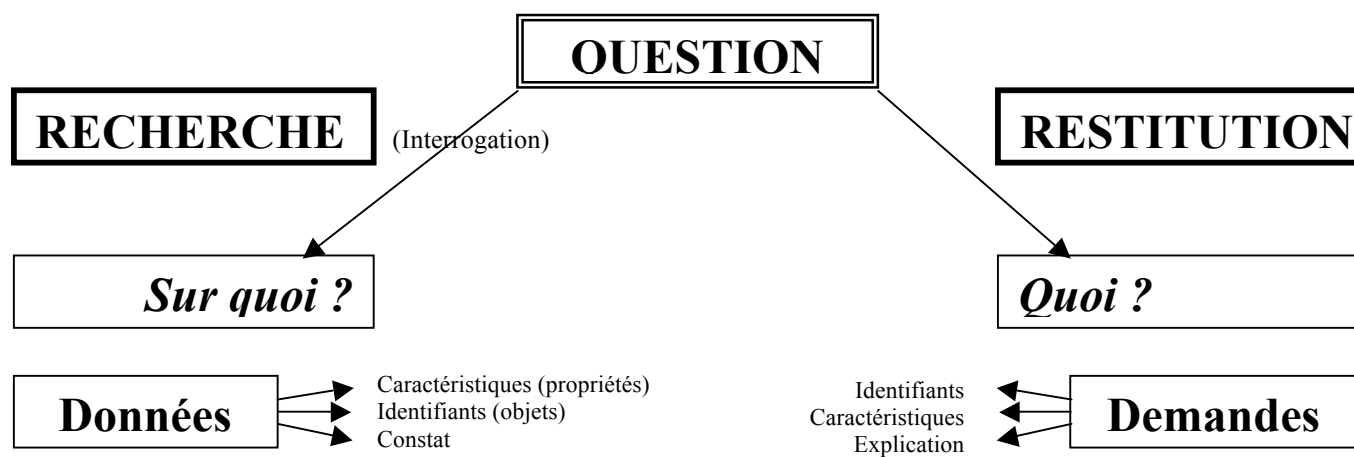 QUESTION
RECHERCHE
(Interrogation)
RESTITUTION
Sur quoi ?
Quoi ?
Données
Caractéristiques (propriétés)
Identifiants (objets)
Constat
Identifiants
Caractéristiques
Explication
Demandes